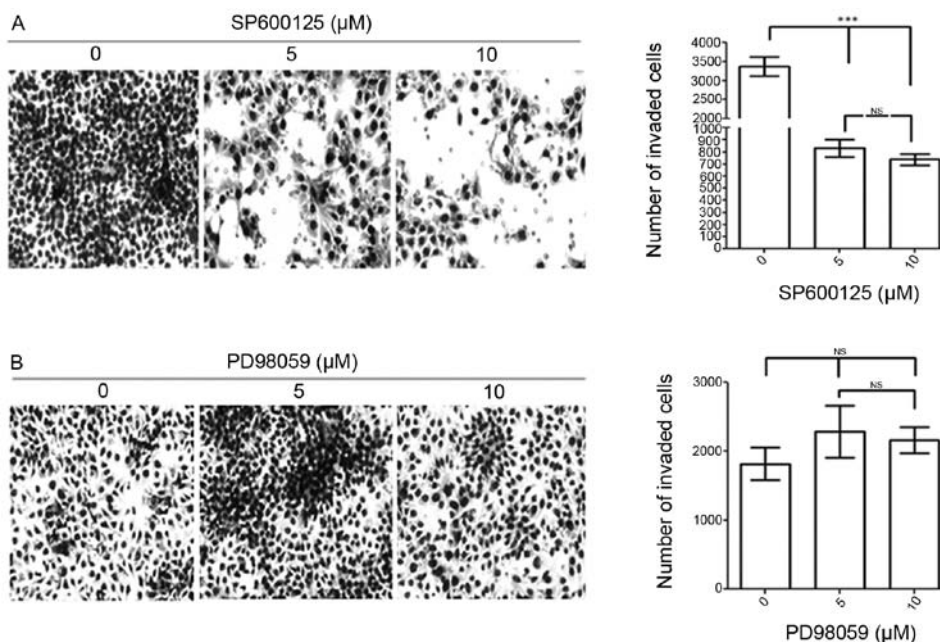 A
SP600125 (µM)
0 5 10
Number of invaded cells
4000
3500
3000
2500
2000
1000
900
800
700
600
500
400
300
200
100
0
***
NS
0 5 10
SP600125 (µM)
B
PD98059 (µM)
0 5 10
Number of invaded cells
3000
2000
1000
0
NS
NS
0 5 10
PD98059 (µM)